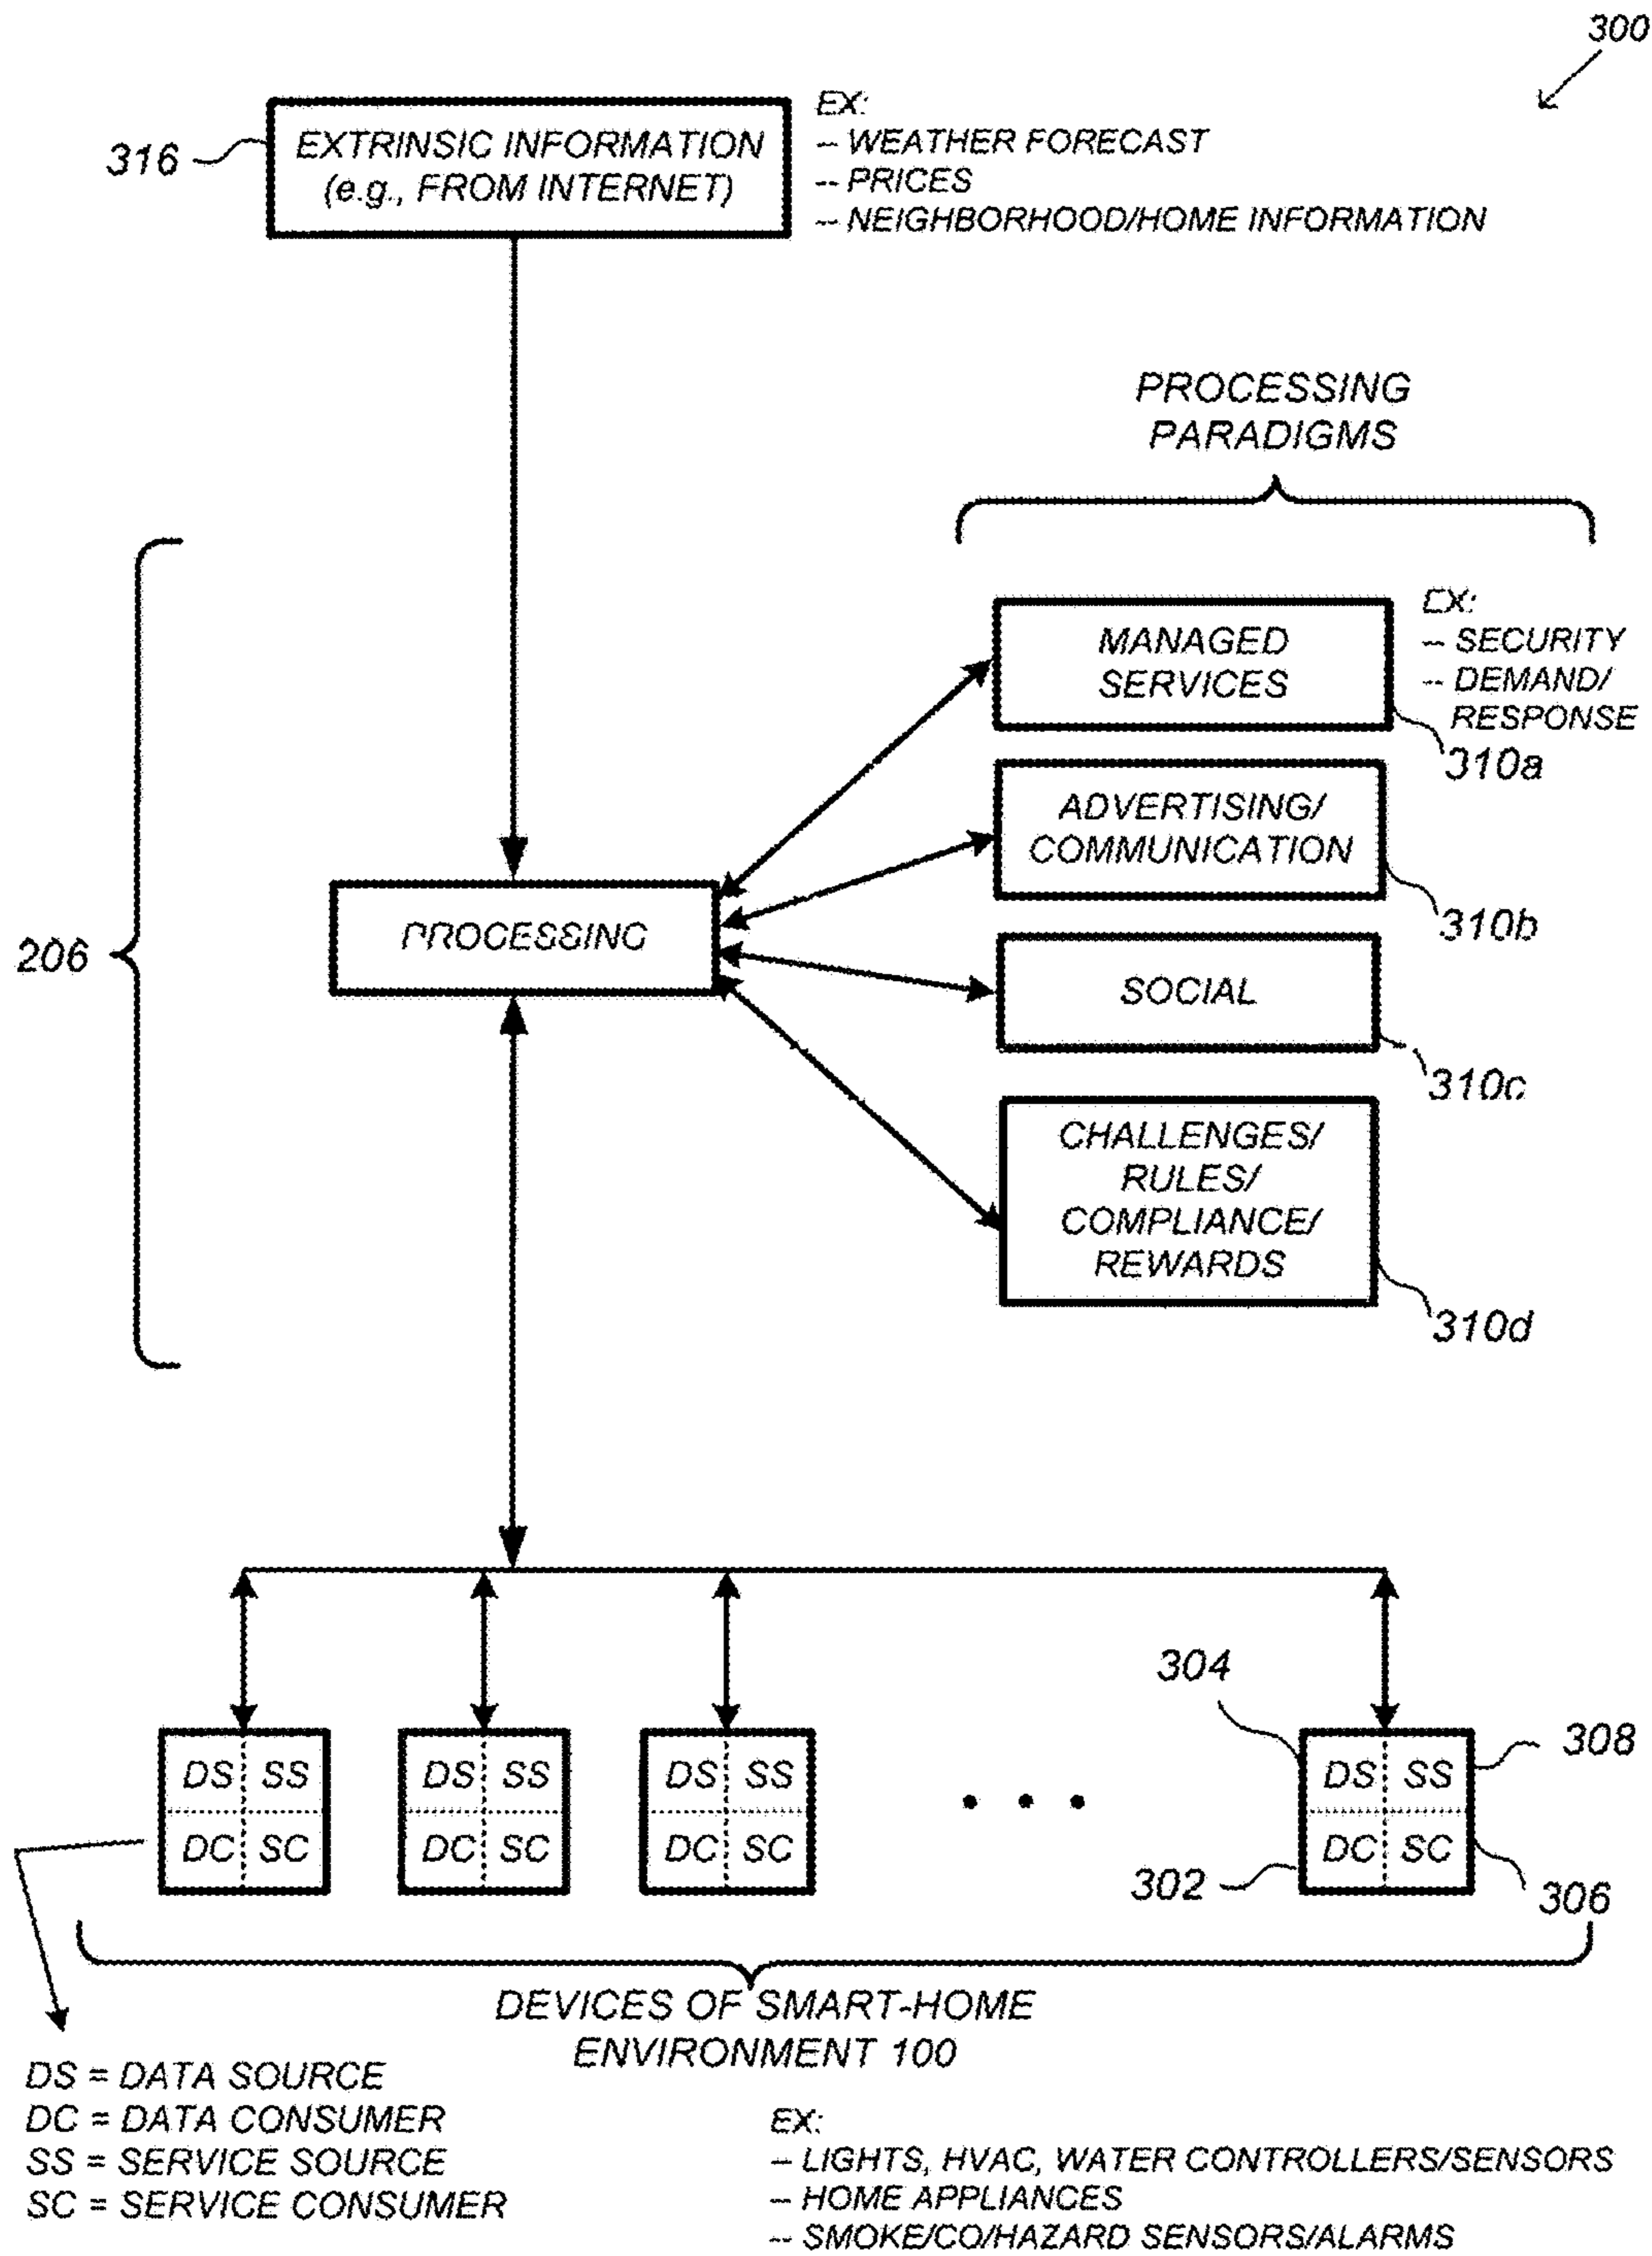 300
316
EXTRINSIC INFORMATION
(e.g., FROM INTERNET)
EX:
-- WEATHER FORECAST
-- PRICES
-- NEIGHBORHOOD/HOME INFORMATION
PROCESSING
PARADIGMS
206
PROCESSING
MANAGED
SERVICES
EX:
-- SECURITY
-- DEMAND/
RESPONSE
310a
ADVERTISING/
COMMUNICATION
310b
SOCIAL
310c
CHALLENGES/
RULES/
COMPLIANCE/
REWARDS
310d
DS SS
DC SC
DS SS
DC SC
DS SS
DC SC
• • •
304
302
DS SS
DC SC
308
306
DEVICES OF SMART-HOME
ENVIRONMENT 100
DS = DATA SOURCE
DC = DATA CONSUMER
SS = SERVICE SOURCE
SC = SERVICE CONSUMER
EX:
-- LIGHTS, HVAC, WATER CONTROLLERS/SENSORS
-- HOME APPLIANCES
-- SMOKE/CO/HAZARD SENSORS/ALARMS